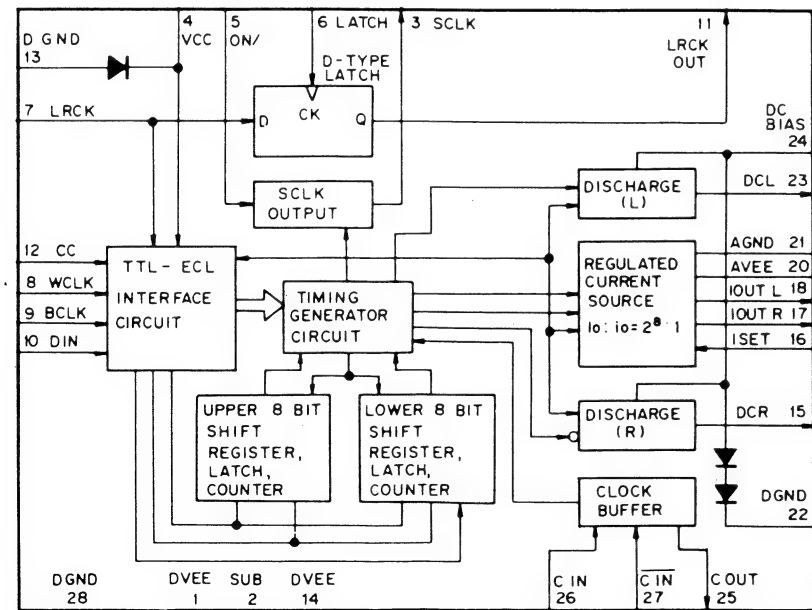 4
VCC
5
ON/
6 LATCH
3 SCLK
11
LRCK
OUT
D GND
13
D-TYPE
LATCH
7 LRCK
D
CK
Q
DC
BIAS
24
SCLK
OUTPUT
DISCHARGE
(L)
DCL 23
12 CC
8 WCLK
9 BCLK
10 DIN
TTL-ECL
INTERFACE
CIRCUIT
TIMING
GENERATOR
CIRCUIT
REGULATED
CURRENT
SOURCE
Io: io=2⁸:1
AGND 21
AVEE 20
IOUT L 18
IOUT R 17
ISET 16
UPPER 8 BIT
SHIFT
REGISTER,
LATCH,
COUNTER
LOWER 8 BIT
SHIFT
REGISTER,
LATCH,
COUNTER
DISCHARGE
(R)
DCR 15
CLOCK
BUFFER
DGND
22
DGND
28
DVEE
1
SUB
2
DVEE
14
C IN
26
C̅ ̅I̅N̅
27
C OUT
25